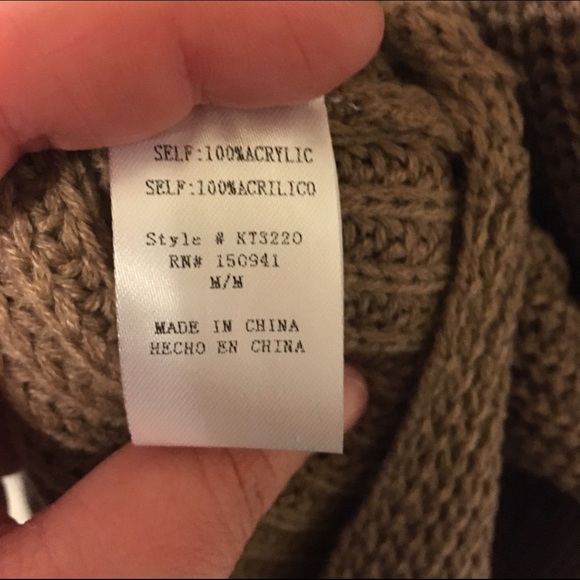 SELF:100%ACRYLIC
SELF:100%ACRILICO
Style # KT3220
RN# 150941
M/M
MADE IN CHINA
HECHO EN CHINA